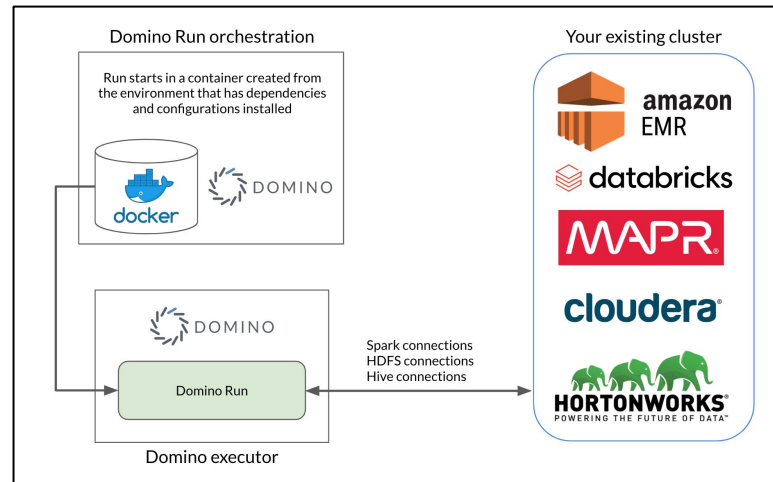 Domino Run orchestration
Run starts in a container created from
the environment that has dependencies
and configurations installed
docker
DOMINO
DOMINO
Domino Run
Domino executor
Spark connections
HDFS connections
Hive connections
Your existing cluster
amazon
EMR
databricks
MAPR®
cloudera®
HORTONWORKS®
POWERING THE FUTURE OF DATA™